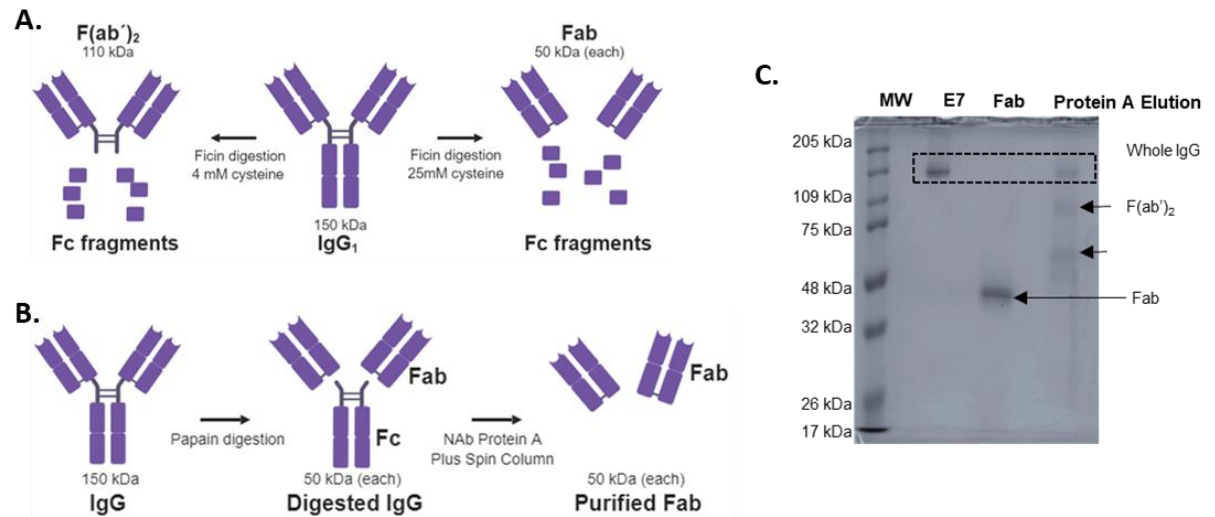 A.
F(ab´)₂
110 kDa
Fab
50 kDa (each)
Ficin digestion
4 mM cysteine
Ficin digestion
25mM cysteine
150 kDa
Fc fragments
IgG₁
Fc fragments
B.
Fab
Fc
Fab
Papain digestion
NAb Protein A
Plus Spin Column
150 kDa
50 kDa (each)
50 kDa (each)
IgG
Digested IgG
Purified Fab
C.
MW E7 Fab Protein A Elution
205 kDa
Whole IgG
109 kDa
F(ab')₂
75 kDa
48 kDa
Fab
32 kDa
26 kDa
17 kDa